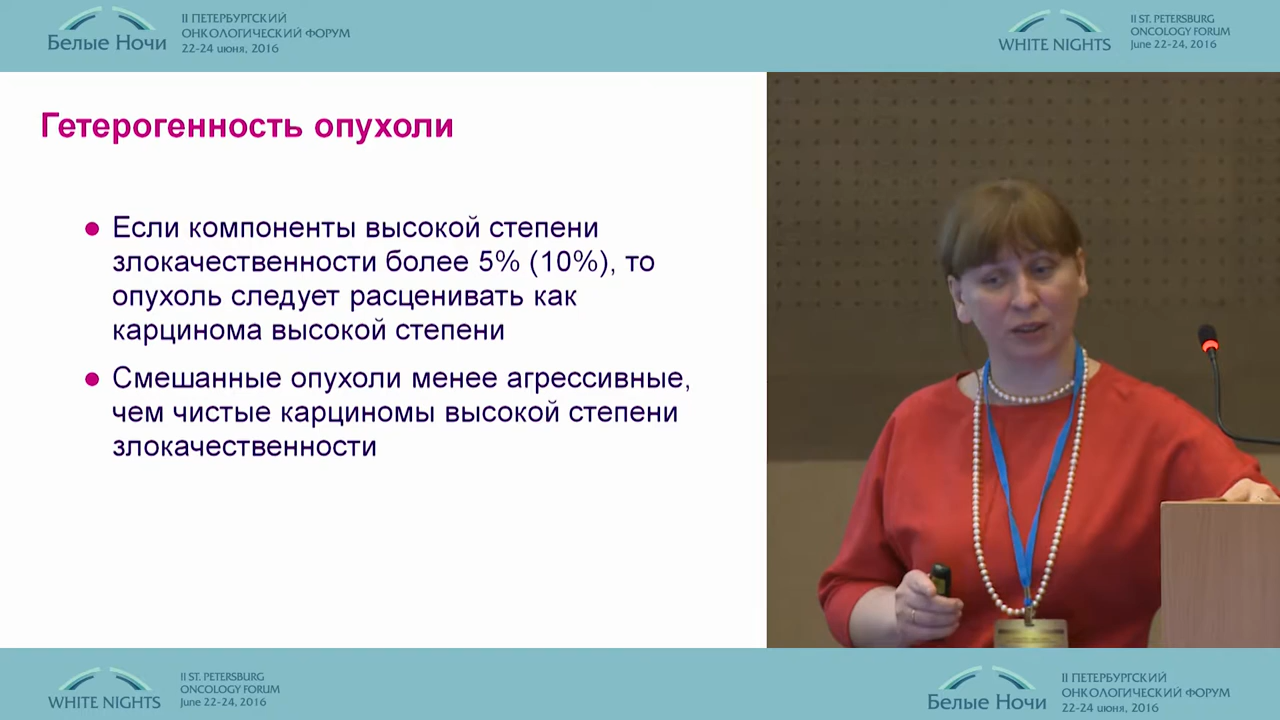 Белые Ночи
II ПЕТЕРБУРГСКИЙ
ОНКОЛОГИЧЕСКИЙ ФОРУМ
22-24 июня, 2016
WHITE NIGHTS
II ST. PETERSBURG
ONCOLOGY FORUM
June 22-24, 2016
Гетерогенность опухоли
Если компоненты высокой степени
злокачественности более 5% (10%), то
опухоль следует расценивать как
карцинома высокой степени
Смешанные опухоли менее агрессивные,
чем чистые карциномы высокой степени
злокачественности
WHITE NIGHTS
II ST. PETERSBURG
ONCOLOGY FORUM
June 22-24, 2016
Белые Ночи
II ПЕТЕРБУРГСКИЙ
ОНКОЛОГИЧЕСКИЙ ФОРУМ
22-24 июня, 2016